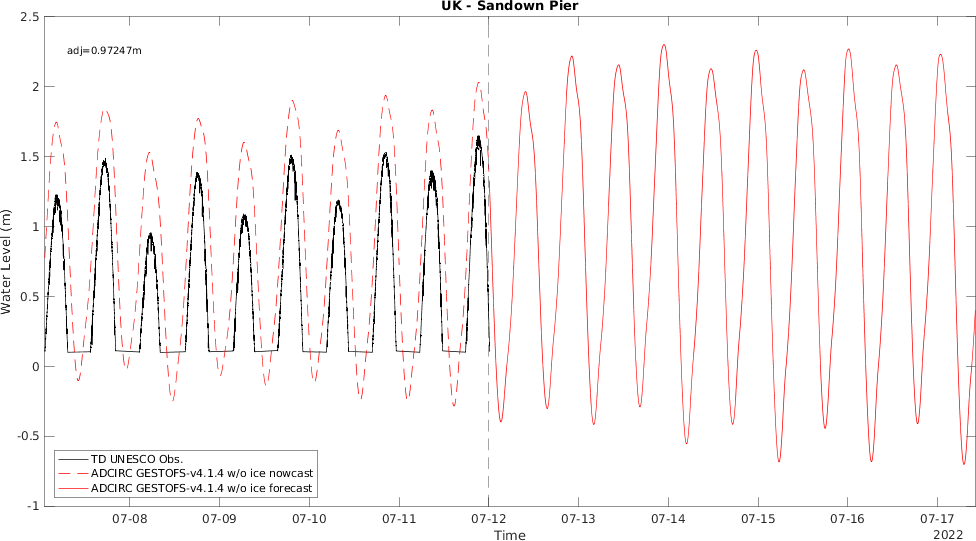 UK - Sandown Pier
adj=0.97247m
2.5
2
1.5
1
0.5
0
-0.5
-1
Water Level (m)
TD UNESCO Obs.
ADCIRC GESTOFS-v4.1.4 w/o ice nowcast
ADCIRC GESTOFS-v4.1.4 w/o ice forecast
07-08 07-09 07-10 07-11 07-12 07-13 07-14 07-15 07-16 07-17
Time
2022